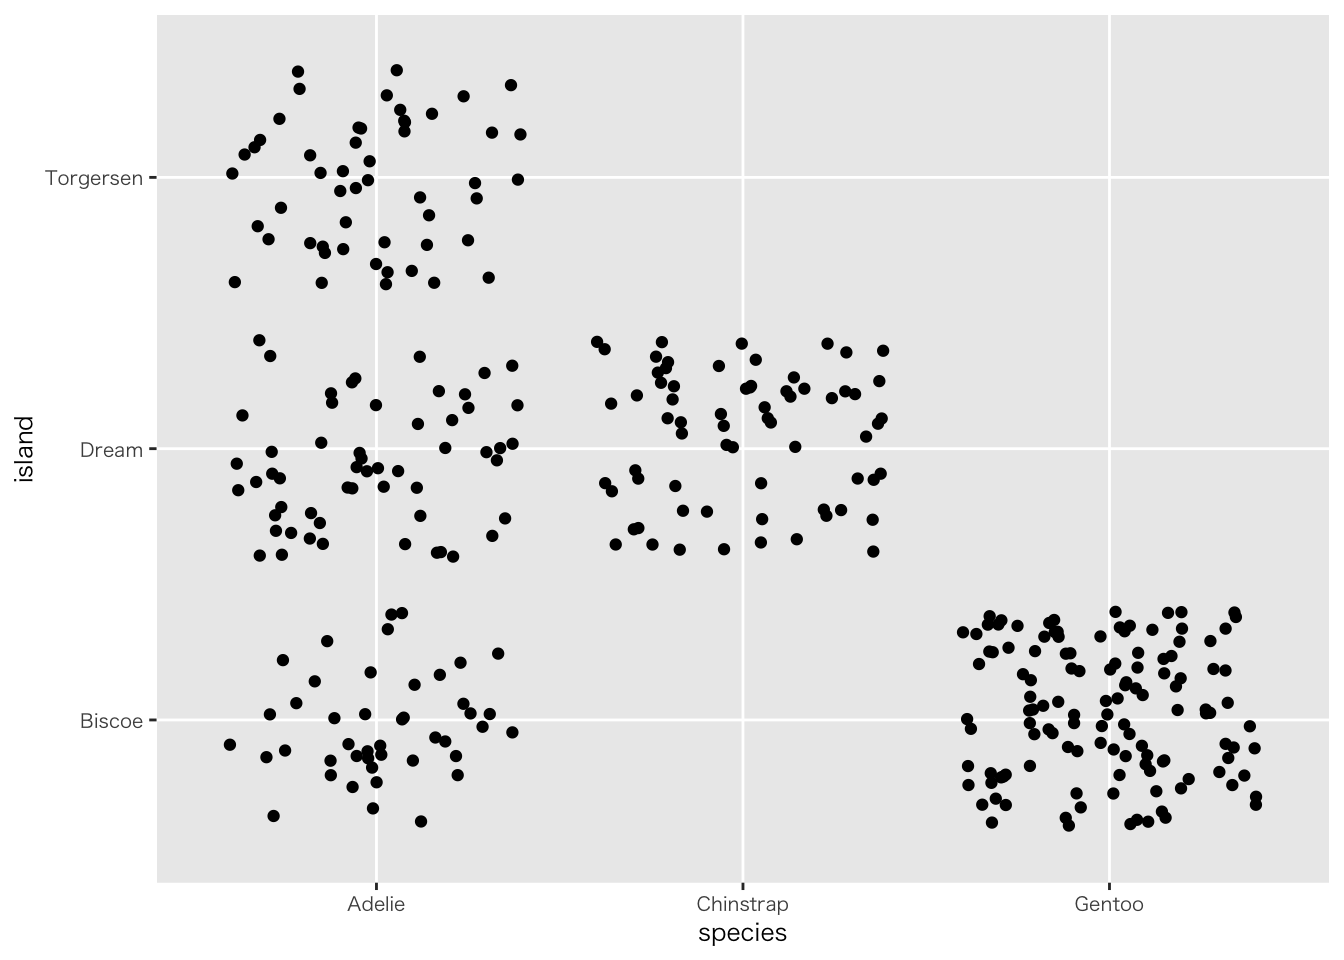 Torgersen
Dream
Biscoe
island
Adelie
Chinstrap
Gentoo
species